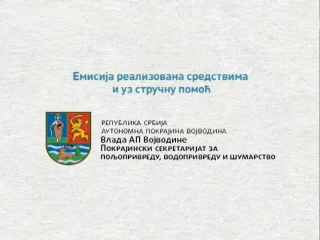 Емисија реализована средствима
и уз стручну помоћ
РЕПУБЛИКА СРБИЈА
АУТОНОМНА ПОКРАЈИНА ВОЈВОДИНА
Влада АП Војводине
ПОКРАЈИНСКИ СЕКРЕТАРИЈАТ ЗА
ПОЉОПРИВРЕДУ, ВОДОПРИВРЕДУ И ШУМАРСТВО